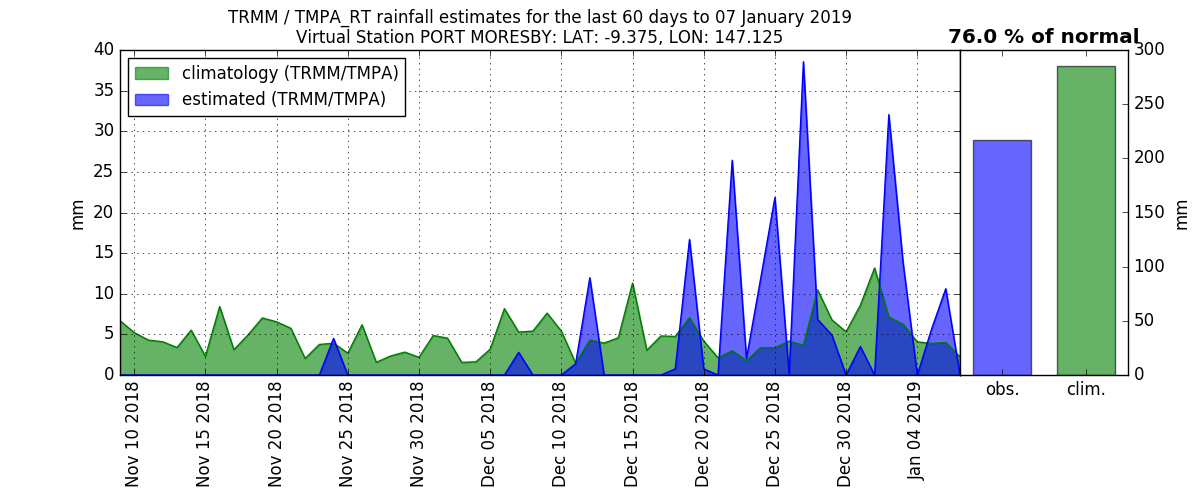 TRMM / TMPA_RT rainfall estimates for the last 60 days to 07 January 2019
Virtual Station PORT MORESBY: LAT: -9.375, LON: 147.125
76.0 % of normal
climatology (TRMM/TMPA)
estimated (TRMM/TMPA)
mm
40
35
30
25
20
15
10
5
0
Nov 10 2018
Nov 15 2018
Nov 20 2018
Nov 25 2018
Nov 30 2018
Dec 05 2018
Dec 10 2018
Dec 15 2018
Dec 20 2018
Dec 25 2018
Dec 30 2018
Jan 04 2019
obs.
clim.
300
250
200
150
100
50
0
mm